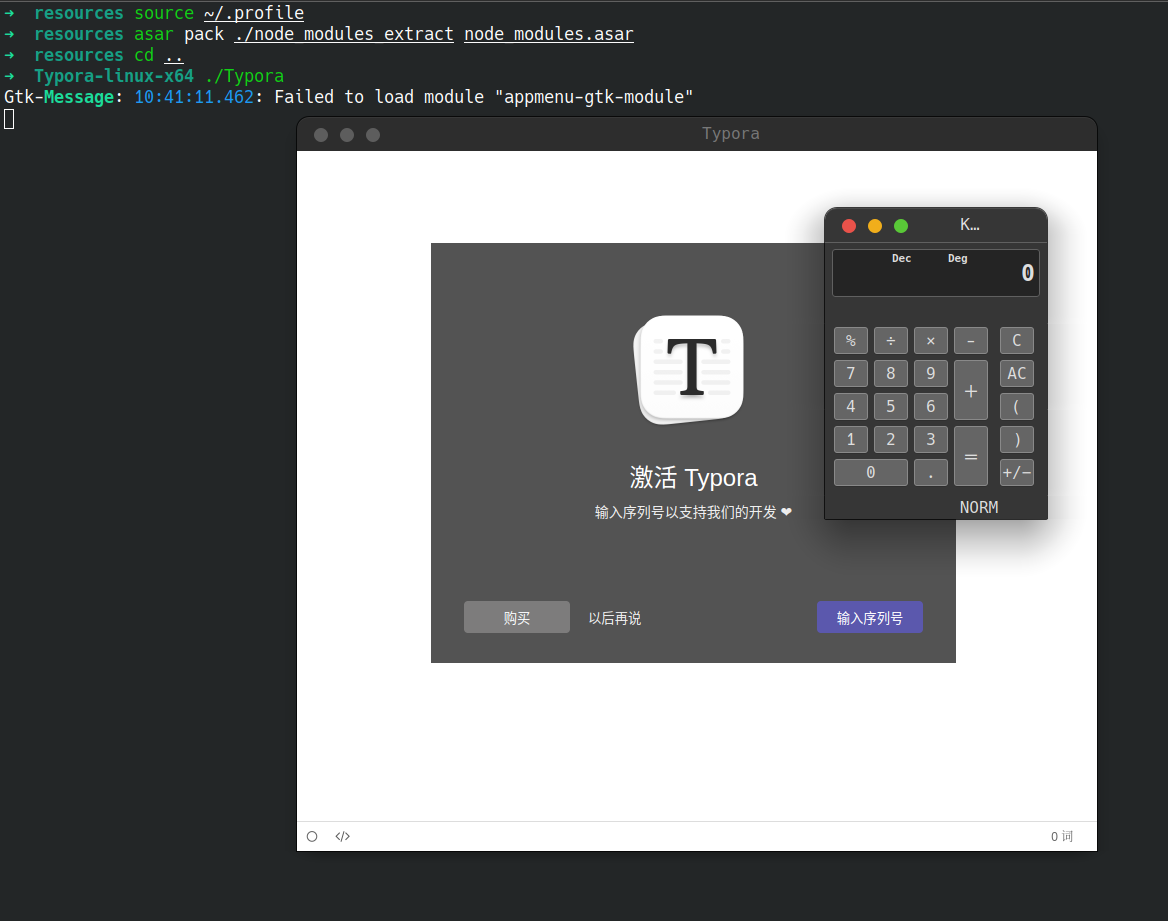 ➜  resources source ~/.profile
➜  resources asar pack ./node_modules_extract node_modules.asar
➜  resources cd ..
➜  Typora-linux-x64 ./Typora
Gtk-Message: 10:41:11.462: Failed to load module "appmenu-gtk-module"
Typora
K…
Dec Deg
0
% ÷ × - C
7 8 9 + AC
4 5 6 (
1 2 3 = )
0 . +/−
NORM
T
激活 Typora
输入序列号以支持我们的开发 ❤
购买 以后再说 输入序列号
</> 0 词